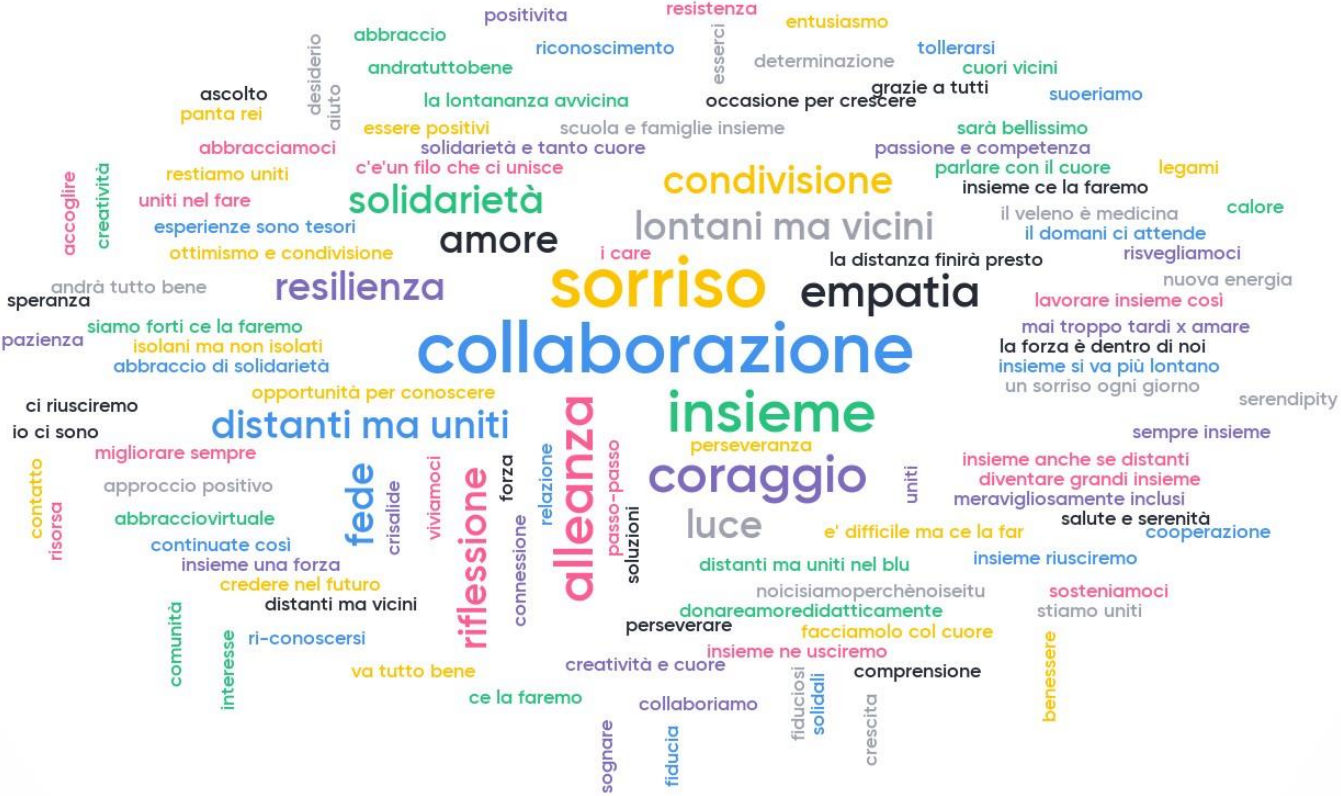 positivita
resistenza
entusiasmo
abbraccio
desiderio
riconoscimento
esserci
tollerarsi
determinazione
andratuttobene
cuori vicini
grazie a tutti
ascolto
aiuto
la lontananza avvicina
occasione per crescere
suoeriamo
panta rei
essere positivi
scuola e famiglie insieme
sarà bellissimo
abbracciamoci
solidarietà e tanto cuore
passione e competenza
c'e'un filo che ci unisce
parlare con il cuore
legami
restiamo uniti
condivisione
insieme ce la faremo
accogliere
creatività
uniti nel fare
solidarietà
il veleno è medicina
calore
esperienze sono tesori
lontani ma vicini
il domani ci attende
amore
ottimismo e condivisione
i care
la distanza finirà presto
risvegliamoci
andrà tutto bene
resilienza
sorriso
empatia
nuova energia
speranza
lavorare insieme così
siamo forti ce la faremo
mai troppo tardi x amare
pazienza
isolani ma non isolati
collaborazione
la forza è dentro di noi
abbraccio di solidarietà
insieme si va più lontano
un sorriso ogni giorno
opportunità per conoscere
serendipity
ci riusciremo
insieme
distanti ma uniti
io ci sono
alleanza
sempre insieme
perseveranza
migliorare sempre
insieme anche se distanti
contatto
approccio positivo
fede
crisalide
viviamoci
riflessione
forza
relazione
passo-passo
coraggio
uniti
diventare grandi insieme
meravigliosamente inclusi
risorsa
abbracciovirtuale
connessione
soluzioni
luce
salute e serenità
e' difficile ma ce la far
cooperazione
continuate così
insieme una forza
distanti ma uniti nel blu
insieme riusciremo
credere nel futuro
noicisiamoperchènoiseitu
sosteniamoci
distanti ma vicini
donareamoredidatticamente
stiamo uniti
comunità
interesse
ri-conoscersi
perseverare
facciamolo col cuore
insieme ne usciremo
benessere
va tutto bene
creatività e cuore
fiduciosi
solidali
comprensione
ce la faremo
collaboriamo
crescita
sognare
fiducia